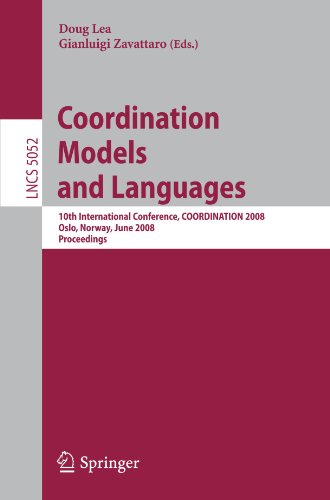 Doug Lea
Gianluigi Zavattaro (Eds.)
LNCS 5052
Coordination
Models
and Languages
10th International Conference, COORDINATION 2008
Oslo, Norway, June 2008
Proceedings
Springer